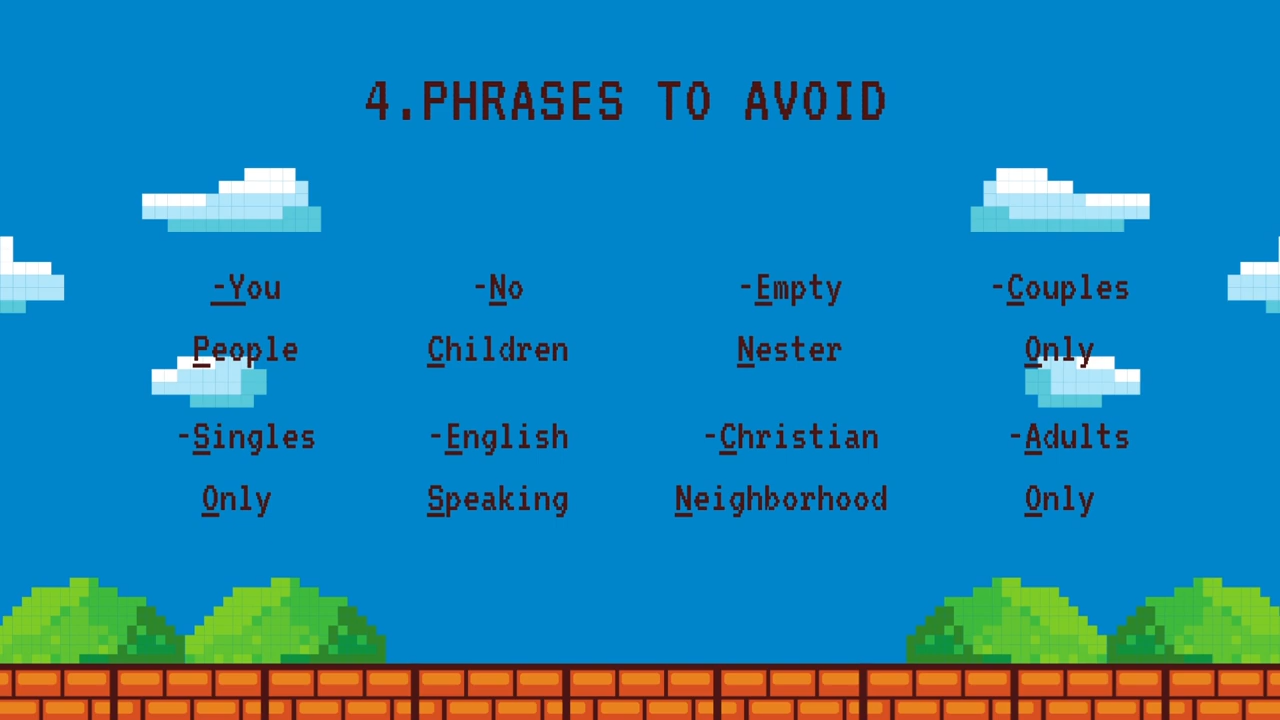 4.PHRASES TO AVOID
-You People
-No Children
-Empty Nester
-Couples Only
-Singles Only
-English Speaking
-Christian Neighborhood
-Adults Only